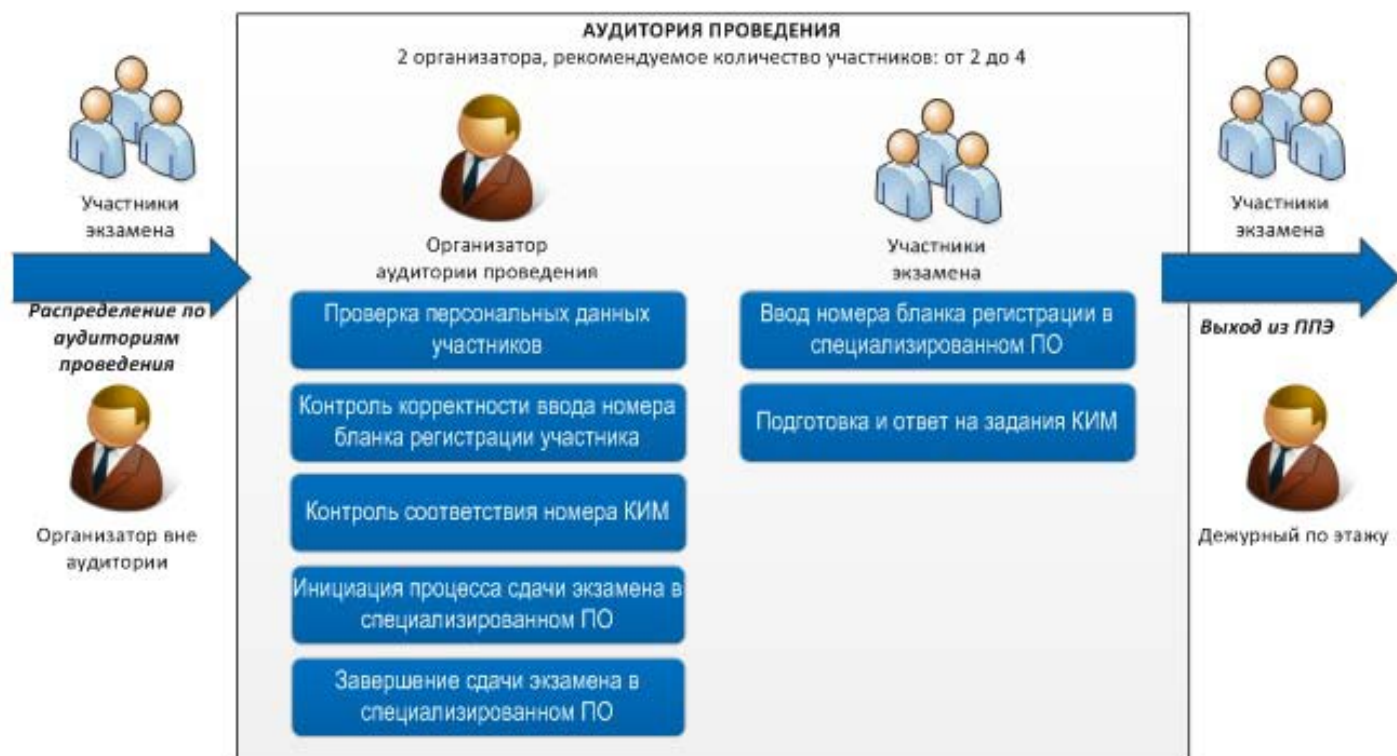 АУДИТОРИЯ ПРОВЕДЕНИЯ
2 организатора, рекомендуемое количество участников: от 2 до 4
Участники
экзамена
Распределение по
аудиториям
проведения
Организатор вне
аудитории
Организатор
аудитории проведения
Проверка персональных данных
участников
Контроль корректности ввода номера
бланка регистрации участника
Контроль соответствия номера КИМ
Инициация процесса сдачи экзамена в
специализированном ПО
Завершение сдачи экзамена в
специализированном ПО
Участники
экзамена
Ввод номера бланка регистрации в
специализированном ПО
Подготовка и ответ на задания КИМ
Участники
экзамена
Выход из ППЭ
Дежурный по этажу